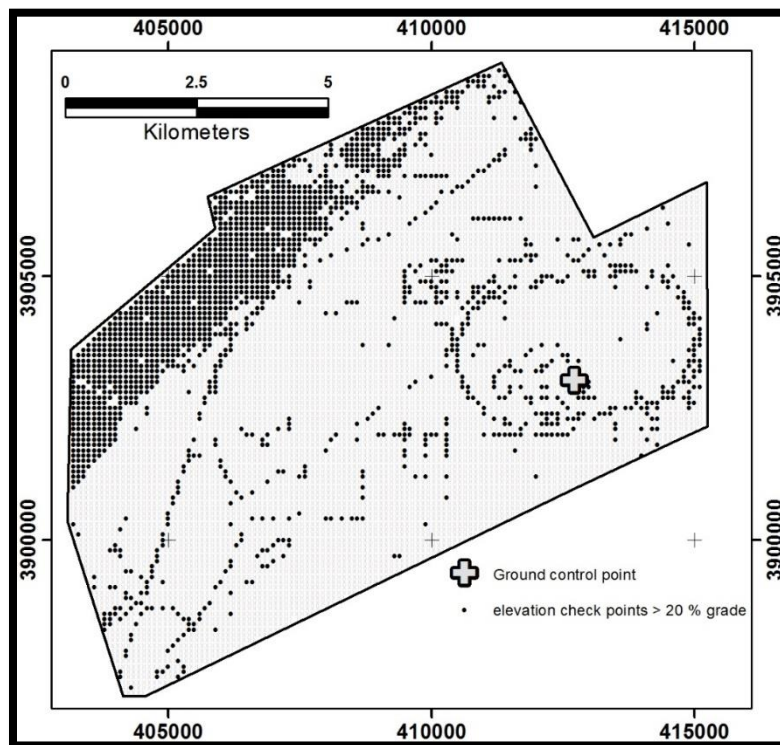 405000 410000 415000
0 2.5 5
Kilometers
3905000 3905000
3900000 3900000
Ground control point
elevation check points > 20 % grade
405000 410000 415000